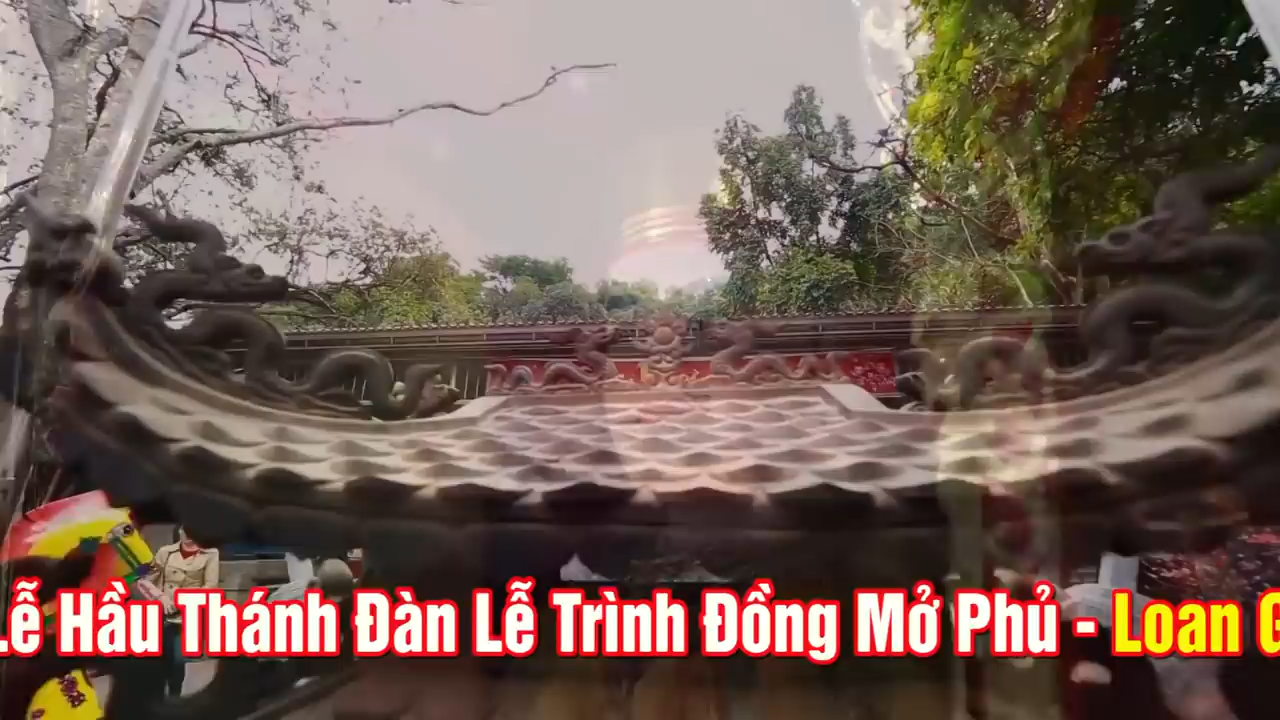 Lễ Hầu Thánh Đàn Lễ Trình Đồng Mở Phủ - Loan G